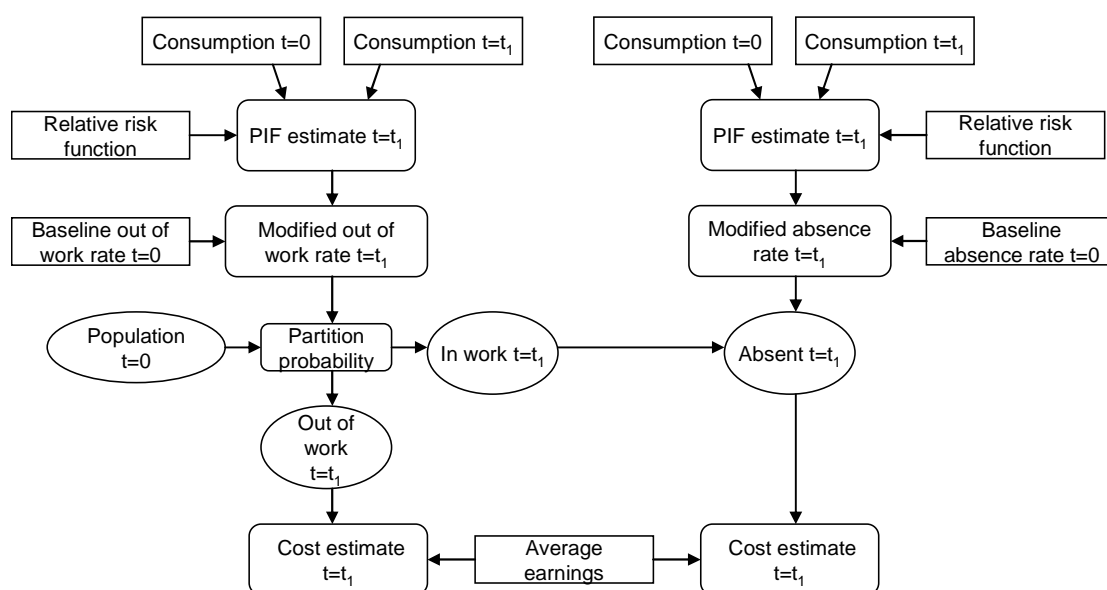 Consumption t=0
Consumption t=t₁
Consumption t=0
Consumption t=t₁
Relative risk
function
PIF estimate t=t₁
PIF estimate t=t₁
Relative risk
function
Baseline out of
work rate t=0
Modified out of
work rate t=t₁
Modified absence
rate t=t₁
Baseline
absence rate t=0
Population
t=0
Partition
probability
In work t=t₁
Absent t=t₁
Out of
work
t=t₁
Cost estimate
t=t₁
Average
earnings
Cost estimate
t=t₁